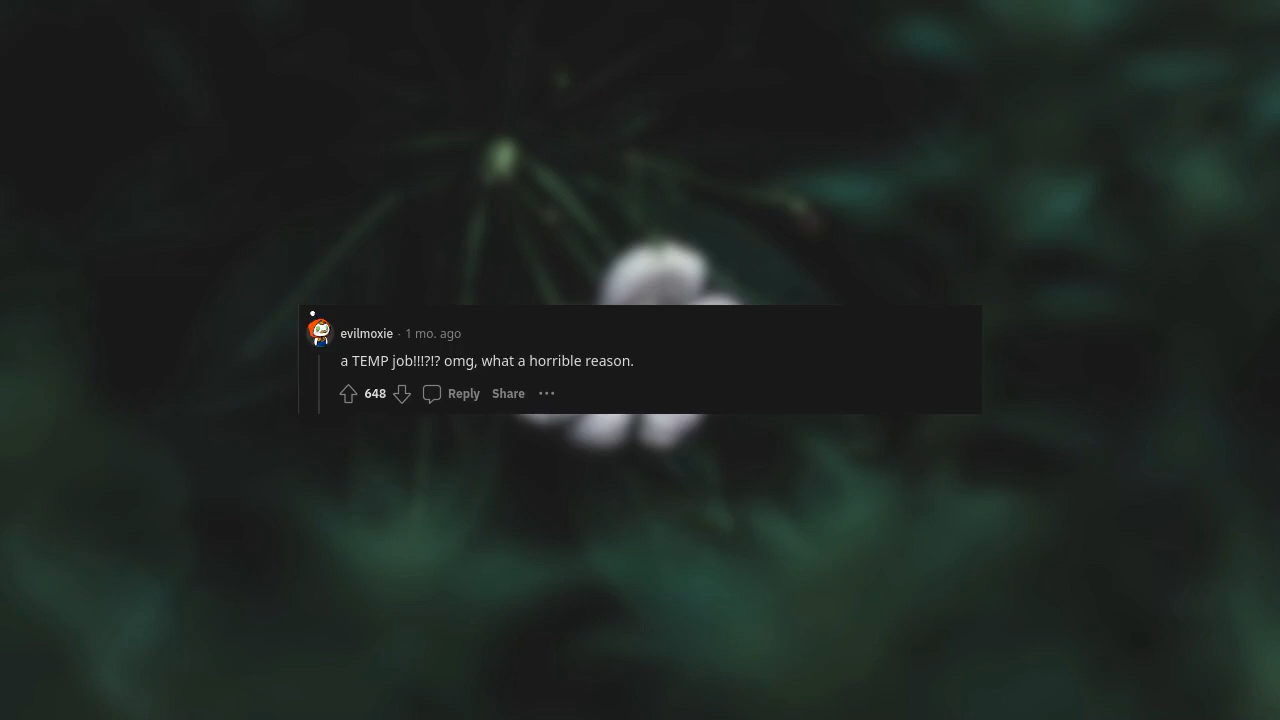 evilmoxie · 1 mo. ago
a TEMP job!!!?!? omg, what a horrible reason.
648 Reply Share ...